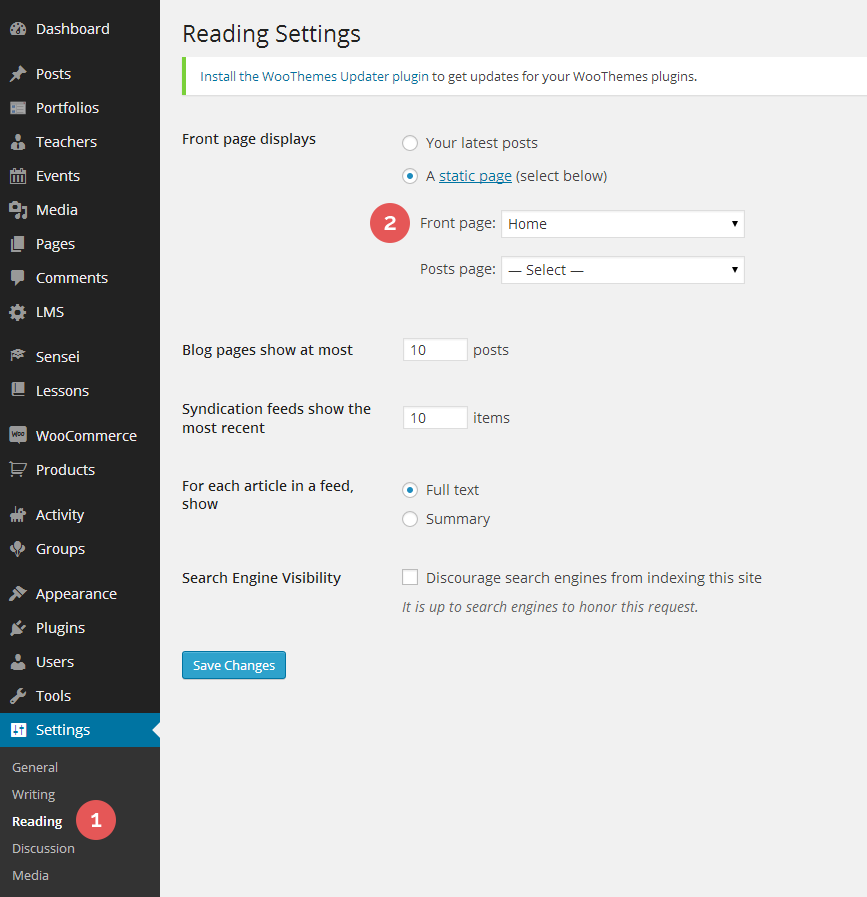 Dashboard
Posts
Portfolios
Teachers
Events
Media
Pages
Comments
LMS
Sensei
Lessons
Woo WooCommerce
Products
Activity
Groups
Appearance
Plugins
Users
Tools
Settings
General
Writing
Reading 1
Discussion
Media
Reading Settings
Install the WooThemes Updater plugin to get updates for your WooThemes plugins.
Front page displays
Your latest posts
A static page (select below)
2 Front page: Home
Posts page: — Select —
Blog pages show at most 10 posts
Syndication feeds show the
most recent
10 items
For each article in a feed,
show
Full text
Summary
Search Engine Visibility
Discourage search engines from indexing this site
It is up to search engines to honor this request.
Save Changes